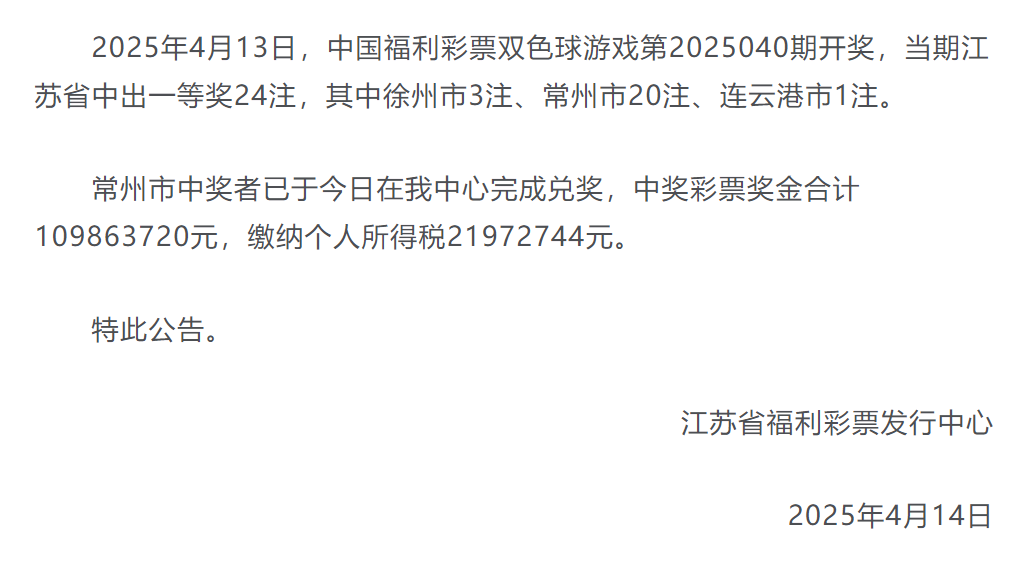 2025年4月13日，中国福利彩票双色球游戏第2025040期开奖，当期江
苏省中出一等奖24注，其中徐州市3注、常州市20注、连云港市1注。
常州市中奖者已于今日在我中心完成兑奖，中奖彩票奖金合计
109863720元，缴纳个人所得税21972744元。
特此公告。
江苏省福利彩票发行中心
2025年4月14日